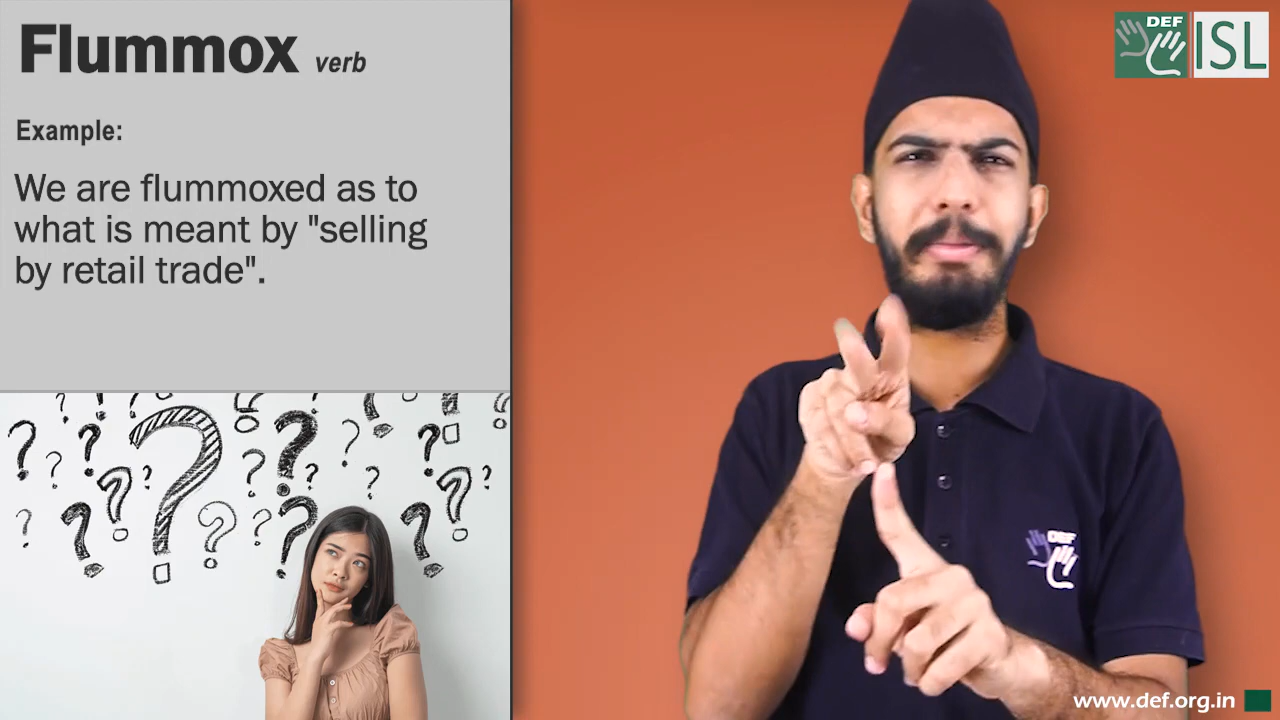 Flummox verb
Example:
We are flummoxed as to
what is meant by "selling
by retail trade".
DEF ISL
DEF
www.def.org.in